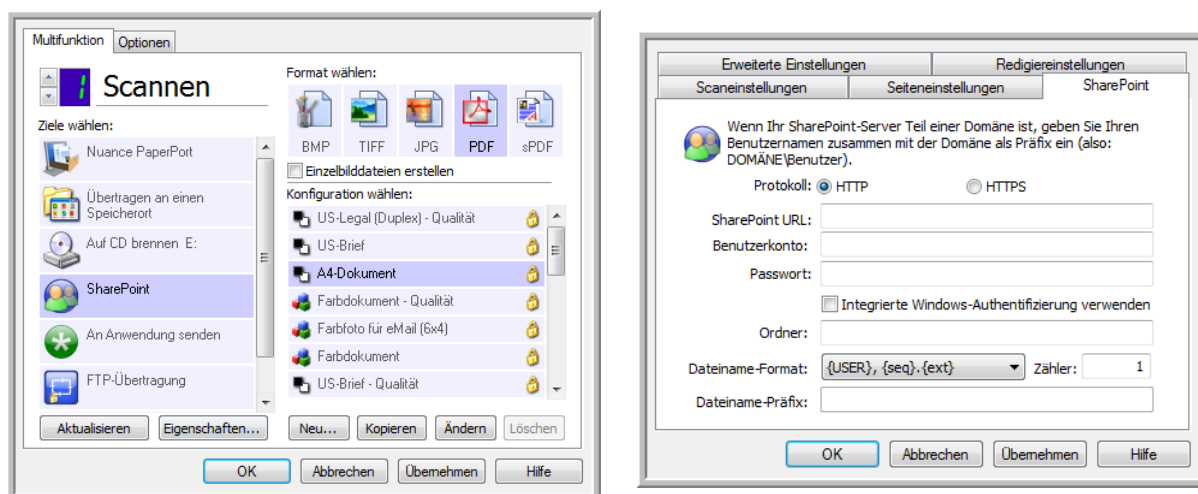 Multifunktion
Optionen
1 Scannen
Ziele wählen:
Nuance PaperPort
Übertragen an einen
Speicherort
Auf CD brennen E:
SharePoint
An Anwendung senden
FTP-Übertragung
Aktualisieren
Eigenschaften...
Format wählen:
BMP
TIFF
JPG
PDF
sPDF
Einzelbilddateien erstellen
Konfiguration wählen:
US-Legal (Duplex) - Qualität
US-Brief
A4-Dokument
Farbdokument - Qualität
Farbfoto für eMail (6x4)
Farbdokument
US-Brief - Qualität
Neu...
Kopieren
Ändern
Löschen
OK
Abbrechen
Übernehmen
Hilfe
Erweiterte Einstellungen
Redigiereinstellungen
Scaneinstellungen
Seiteneinstellungen
SharePoint
Wenn Ihr SharePoint-Server Teil einer Domäne ist, geben Sie Ihren
Benutzernamen zusammen mit der Domäne als Präfix ein (also:
DOMÄNE\Benutzer).
Protokoll: HTTP HTTPS
SharePoint URL:
Benutzerkonto:
Passwort:
Integrierte Windows-Authentifizierung verwenden
Ordner:
Dateiname-Format: {USER}, {seq}.{ext} Zähler: 1
Dateiname-Präfix:
OK
Abbrechen
Übernehmen
Hilfe